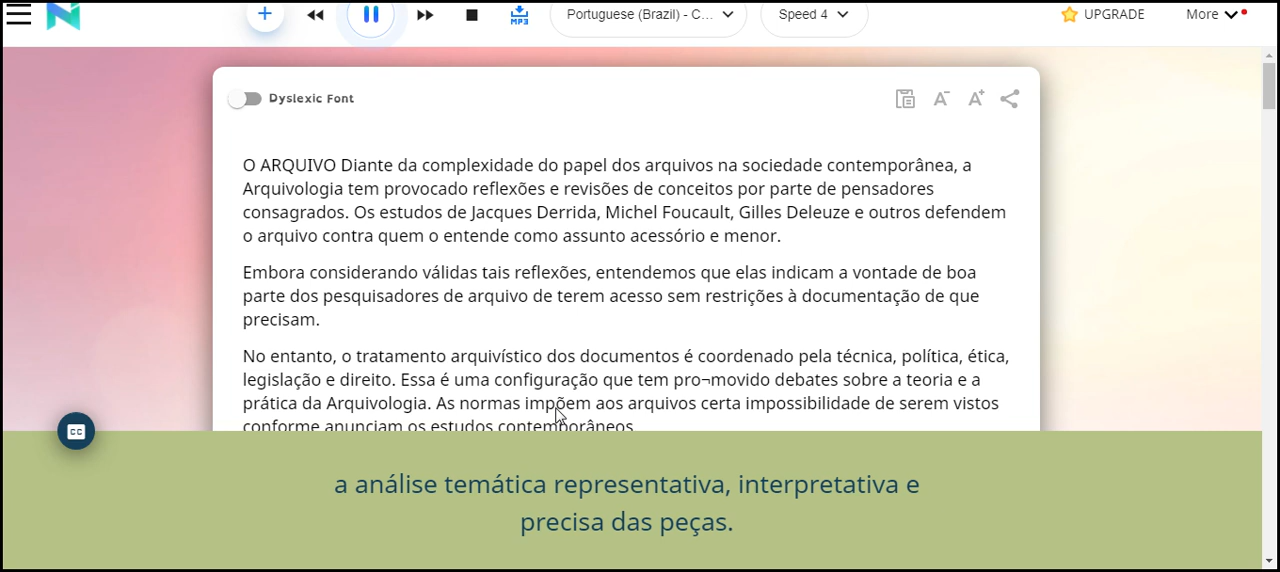 MP3
Portuguese (Brazil) - C...
Speed 4
UPGRADE
More
Dyslexic Font
A-
A+
O ARQUIVO Diante da complexidade do papel dos arquivos na sociedade contemporânea, a
Arquivologia tem provocado reflexões e revisões de conceitos por parte de pensadores
consagrados. Os estudos de Jacques Derrida, Michel Foucault, Gilles Deleuze e outros defendem
o arquivo contra quem o entende como assunto acessório e menor.
Embora considerando válidas tais reflexões, entendemos que elas indicam a vontade de boa
parte dos pesquisadores de arquivo de terem acesso sem restrições à documentação de que
precisam.
No entanto, o tratamento arquivístico dos documentos é coordenado pela técnica, política, ética,
legislação e direito. Essa é uma configuração que tem pro¬movido debates sobre a teoria e a
prática da Arquivologia. As normas impõem aos arquivos certa impossibilidade de serem vistos
conforme anunciam os estudos contemporâneos.
CC
a análise temática representativa, interpretativa e
precisa das peças.